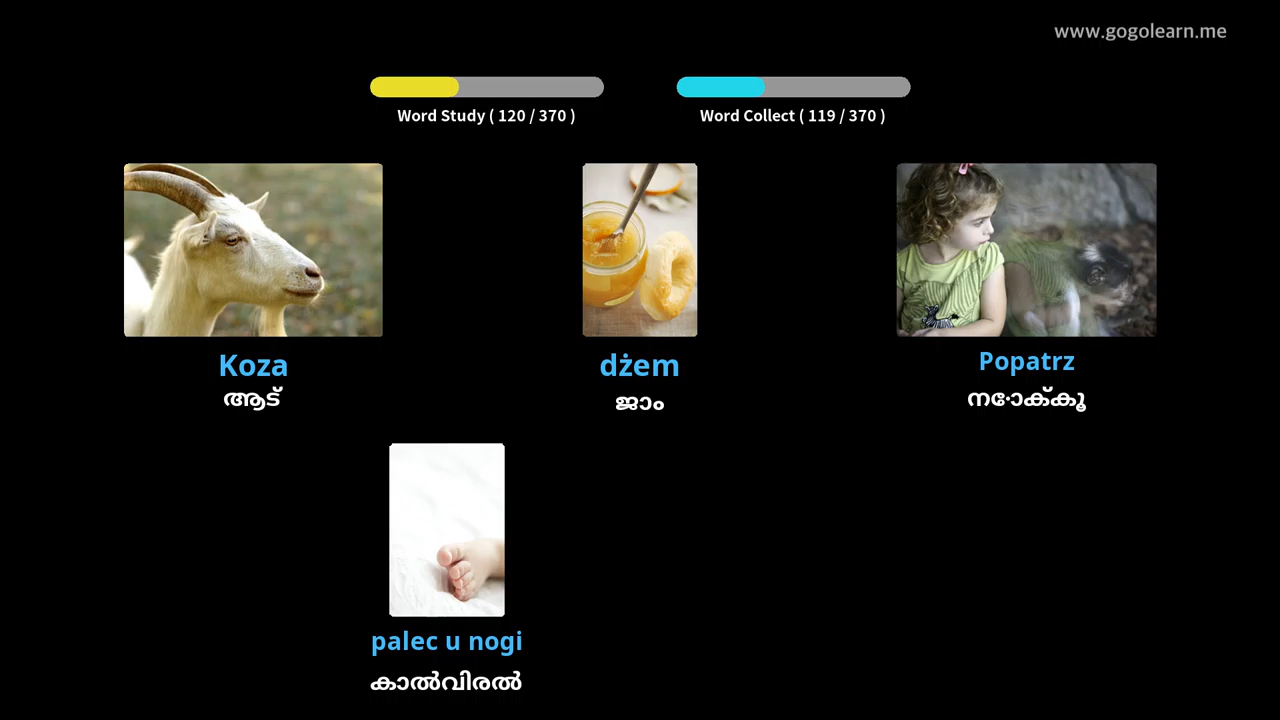 www.gogolearn.me
Word Study ( 120 / 370 )
Word Collect ( 119 / 370 )
Koza
ആട്
dżem
ജാം
Popatrz
നോക്കൂ
palec u nogi
കാൽവിരൽ